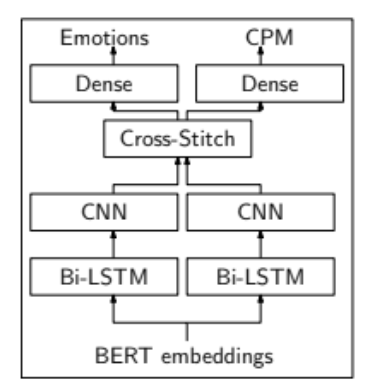 Emotions CPM
Dense Dense
Cross-Stitch
CNN CNN
Bi-LSTM Bi-LSTM
BERT embeddings